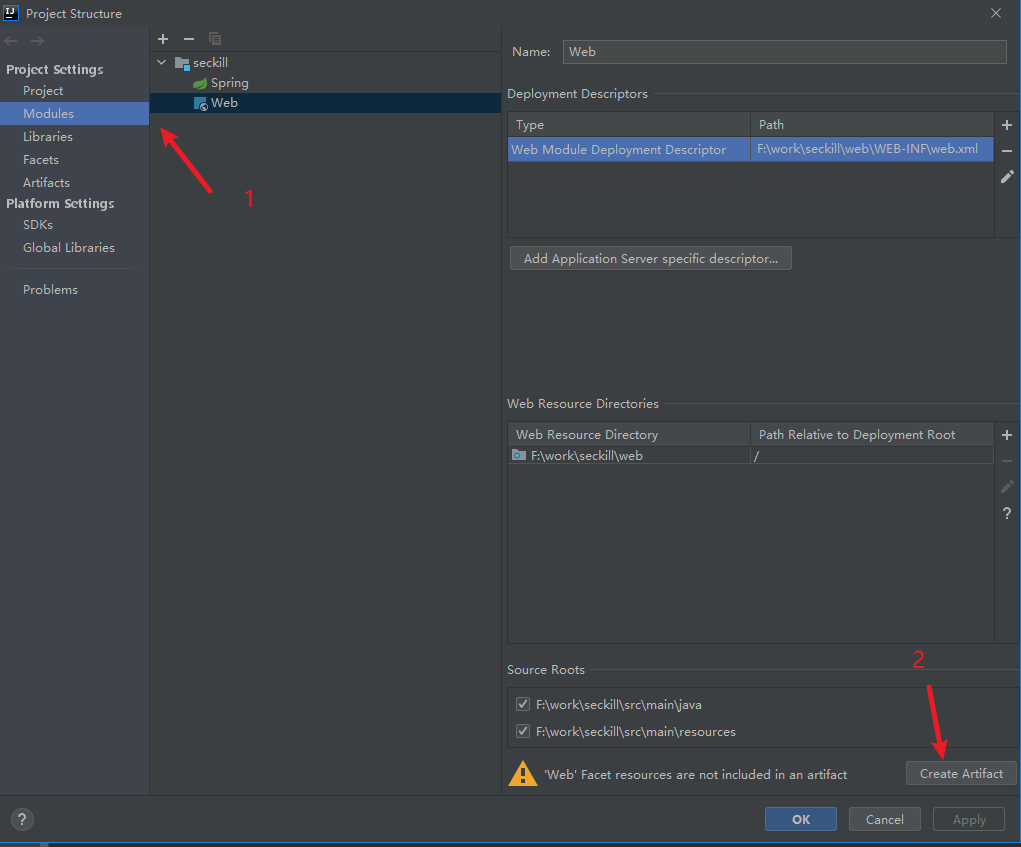 Project Structure
Project Settings
Project
Modules
Libraries
Facets
Artifacts
Platform Settings
SDKs
Global Libraries
Problems
seckill
Spring
Web
1
Name: Web
Deployment Descriptors
Type Path
Web Module Deployment Descriptor F:\work\seckill\web\WEB-INF\web.xml
Add Application Server specific descriptor...
Web Resource Directories
Web Resource Directory Path Relative to Deployment Root
F:\work\seckill\web /
?
2
Source Roots
F:\work\seckill\src\main\java
F:\work\seckill\src\main\resources
'Web' Facet resources are not included in an artifact Create Artifact
? OK Cancel Apply